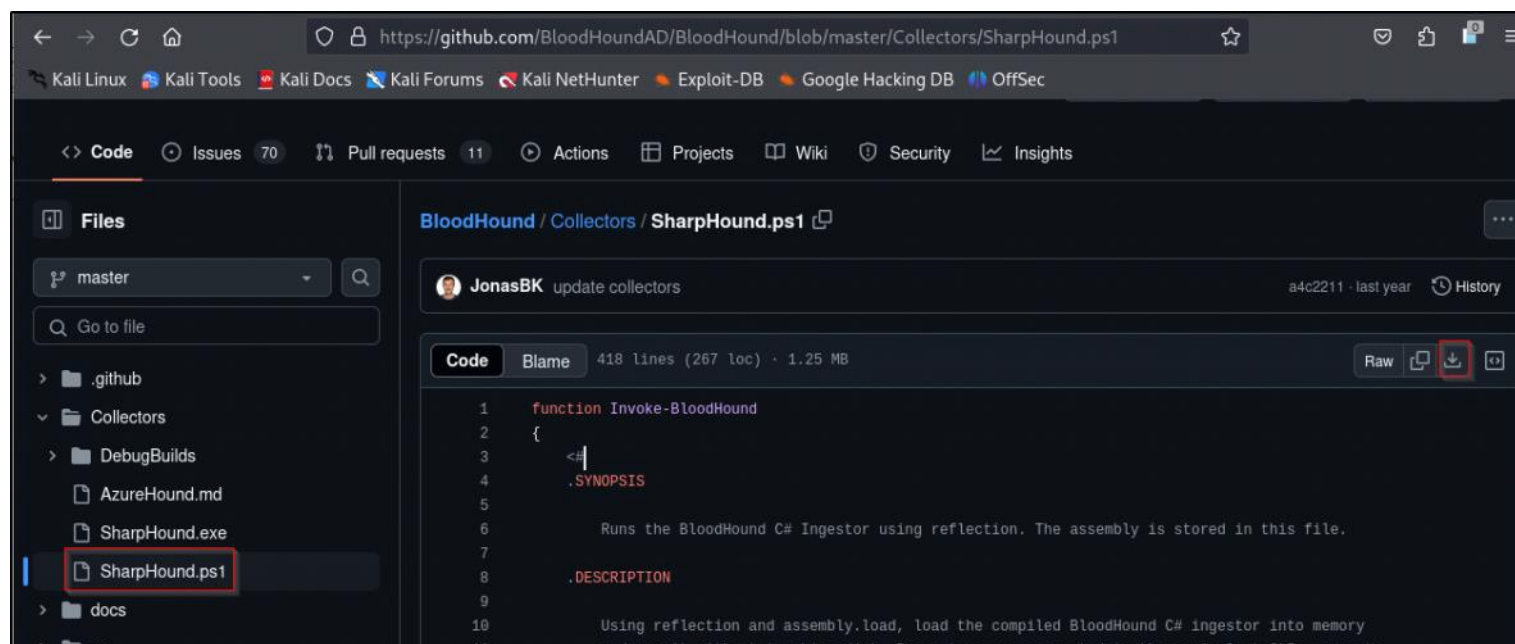 https://github.com/BloodHoundAD/BloodHound/blob/master/Collectors/SharpHound.ps1
Kali Linux Kali Tools Kali Docs Kali Forums Kali NetHunter Exploit-DB Google Hacking DB OffSec
<> Code Issues 70 Pull requests 11 Actions Projects Wiki Security Insights
Files
master
Go to file
.github
Collectors
DebugBuilds
AzureHound.md
SharpHound.exe
SharpHound.ps1
docs
BloodHound / Collectors / SharpHound.ps1
JonasBK update collectors a4c2211 · last year History
Code Blame 418 lines (267 loc) · 1.25 MB Raw
1 function Invoke-BloodHound
2 {
3 <#
4 .SYNOPSIS
5
6 Runs the BloodHound C# Ingestor using reflection. The assembly is stored in this file.
7
8 .DESCRIPTION
9
10 Using reflection and assembly.load, load the compiled BloodHound C# ingestor into memory